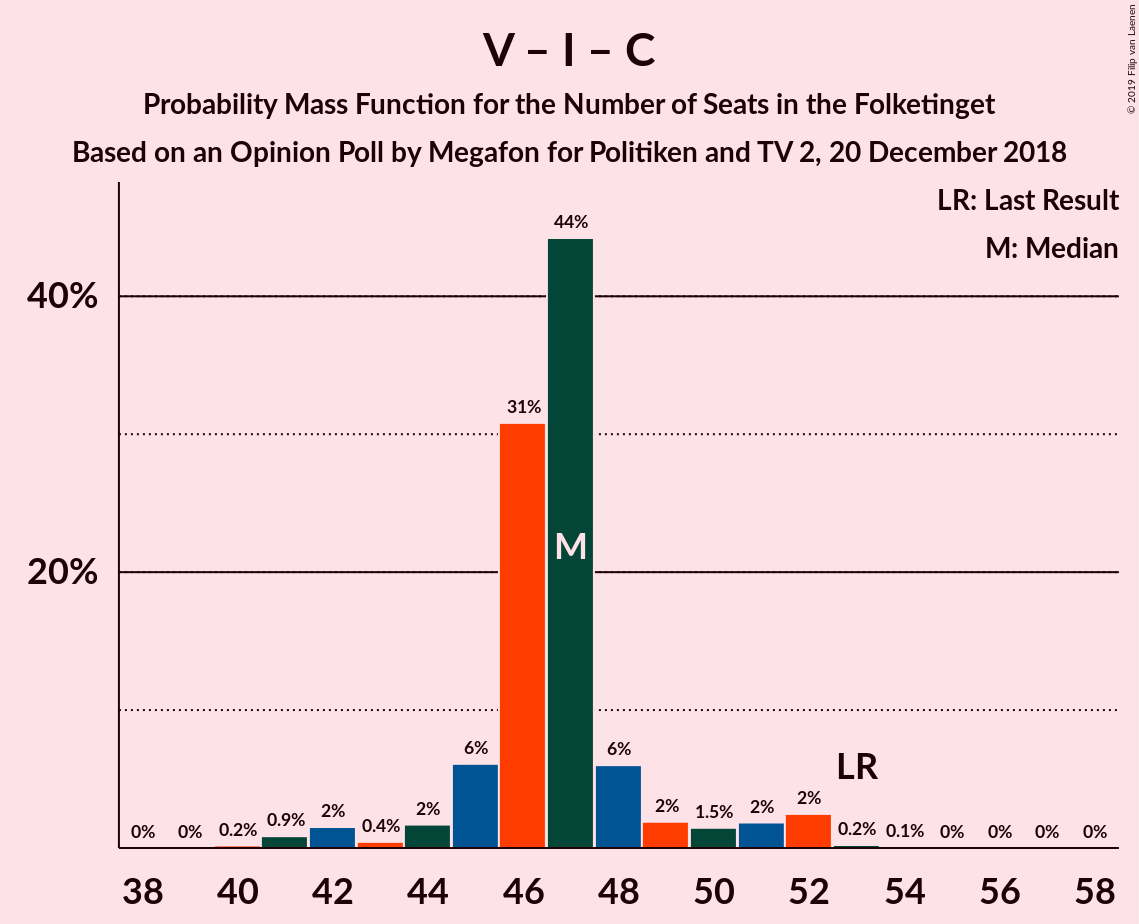 V – I – C
Probability Mass Function for the Number of Seats in the Folketinget
Based on an Opinion Poll by Megafon for Politiken and TV 2, 20 December 2018
© 2019 Filip van Laenen
LR: Last Result
M: Median
40%
20%
0% 0% 0.2% 0.9% 2% 0.4% 2% 6% 31% 44% 6% 2% 1.5% 2% 2% 0.2% 0.1% 0% 0% 0% 0%
M
LR
38 40 42 44 46 48 50 52 54 56 58